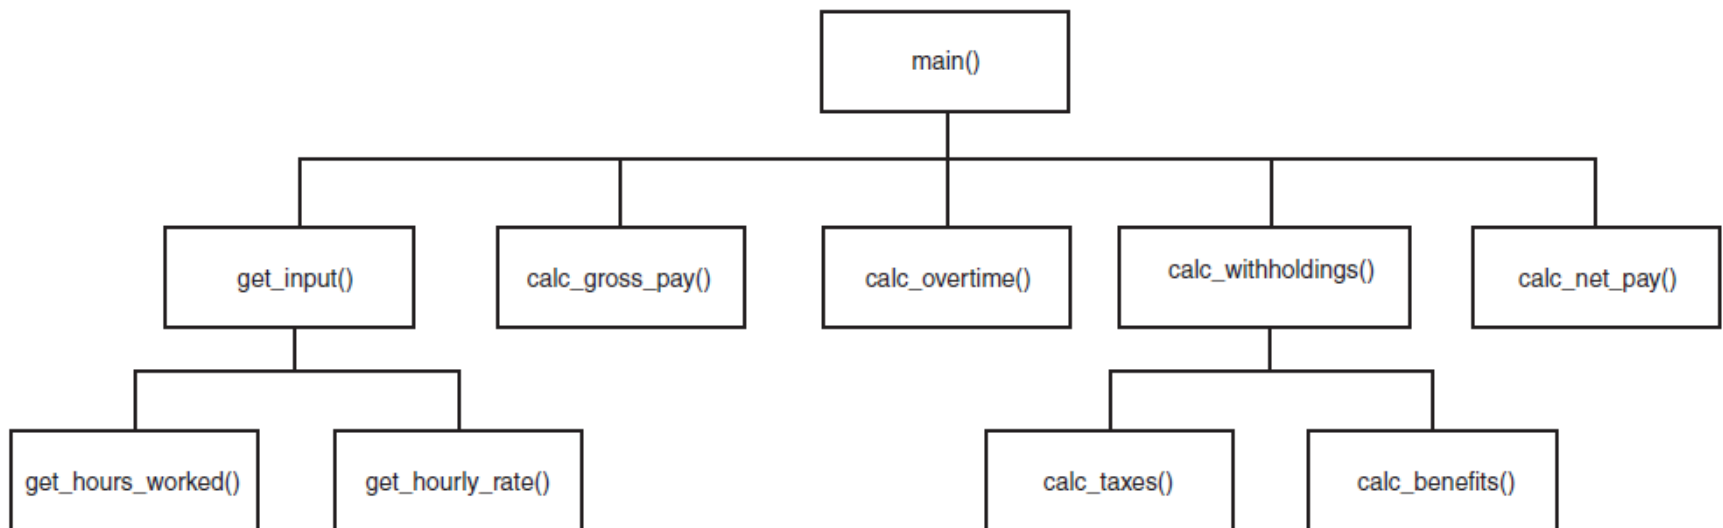 main()
get_input()
calc_gross_pay()
calc_overtime()
calc_withholdings()
calc_net_pay()
get_hours_worked()
get_hourly_rate()
calc_taxes()
calc_benefits()